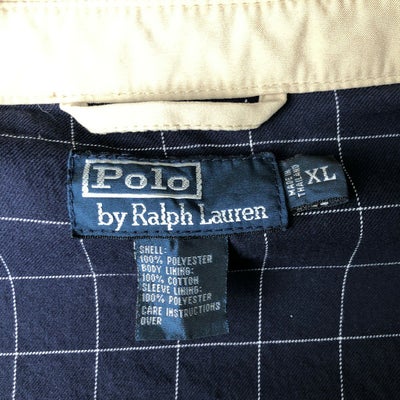 Polo
by Ralph Lauren
MADE IN
THAILAND
XL
SHELL:
100% POLYESTER
BODY LINING:
100% COTTON
SLEEVE LINING:
100% POLYESTER
CARE INSTRUCTIONS
OVER